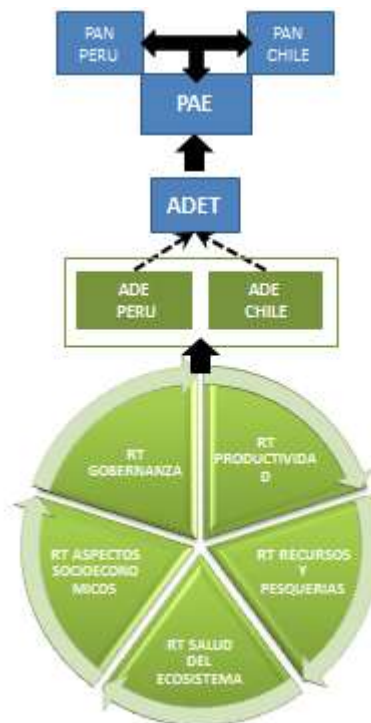 PAN
PERU
PAN
CHILE
PAE
ADET
ADE
PERU
ADE
CHILE
RT
GOBERNANZA
RT
PRODUCTIVIDA
D
RT ASPECTOS
SOCIOECONO
MICOS
RT RECURSOS
Y
PESQUERIAS
RT SALUD
DEL
ECOSISTEMA